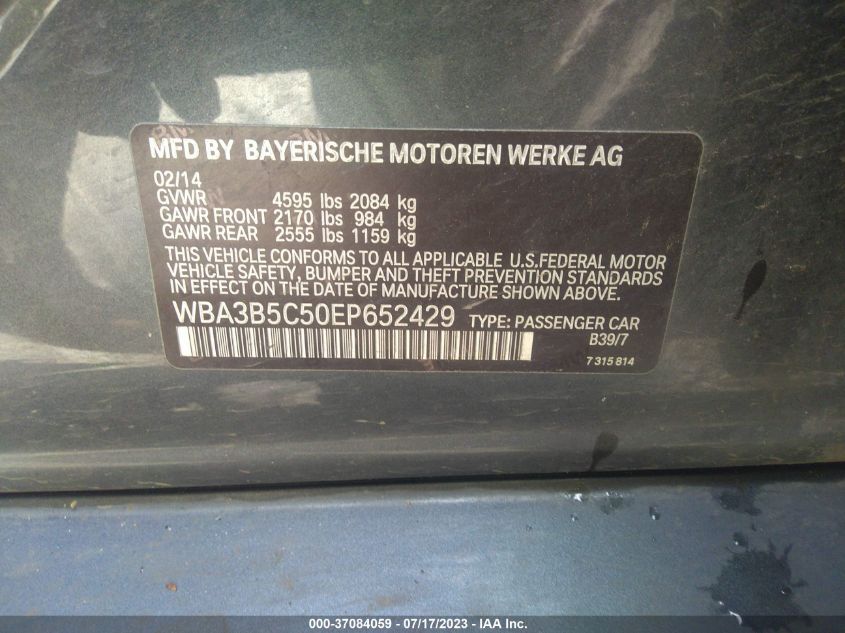 MFD BY BAYERISCHE MOTOREN WERKE AG
02/14
GVWR 4595 lbs 2084 kg
GAWR FRONT 2170 lbs 984 kg
GAWR REAR 2555 lbs 1159 kg
THIS VEHICLE CONFORMS TO ALL APPLICABLE U.S.FEDERAL MOTOR
VEHICLE SAFETY, BUMPER AND THEFT PREVENTION STANDARDS
IN EFFECT ON THE DATE OF MANUFACTURE SHOWN ABOVE.
WBA3B5C50EP652429 TYPE: PASSENGER CAR
B39/7
7 315 814
000-37084059 / 07/17/2023 - IAA Inc.